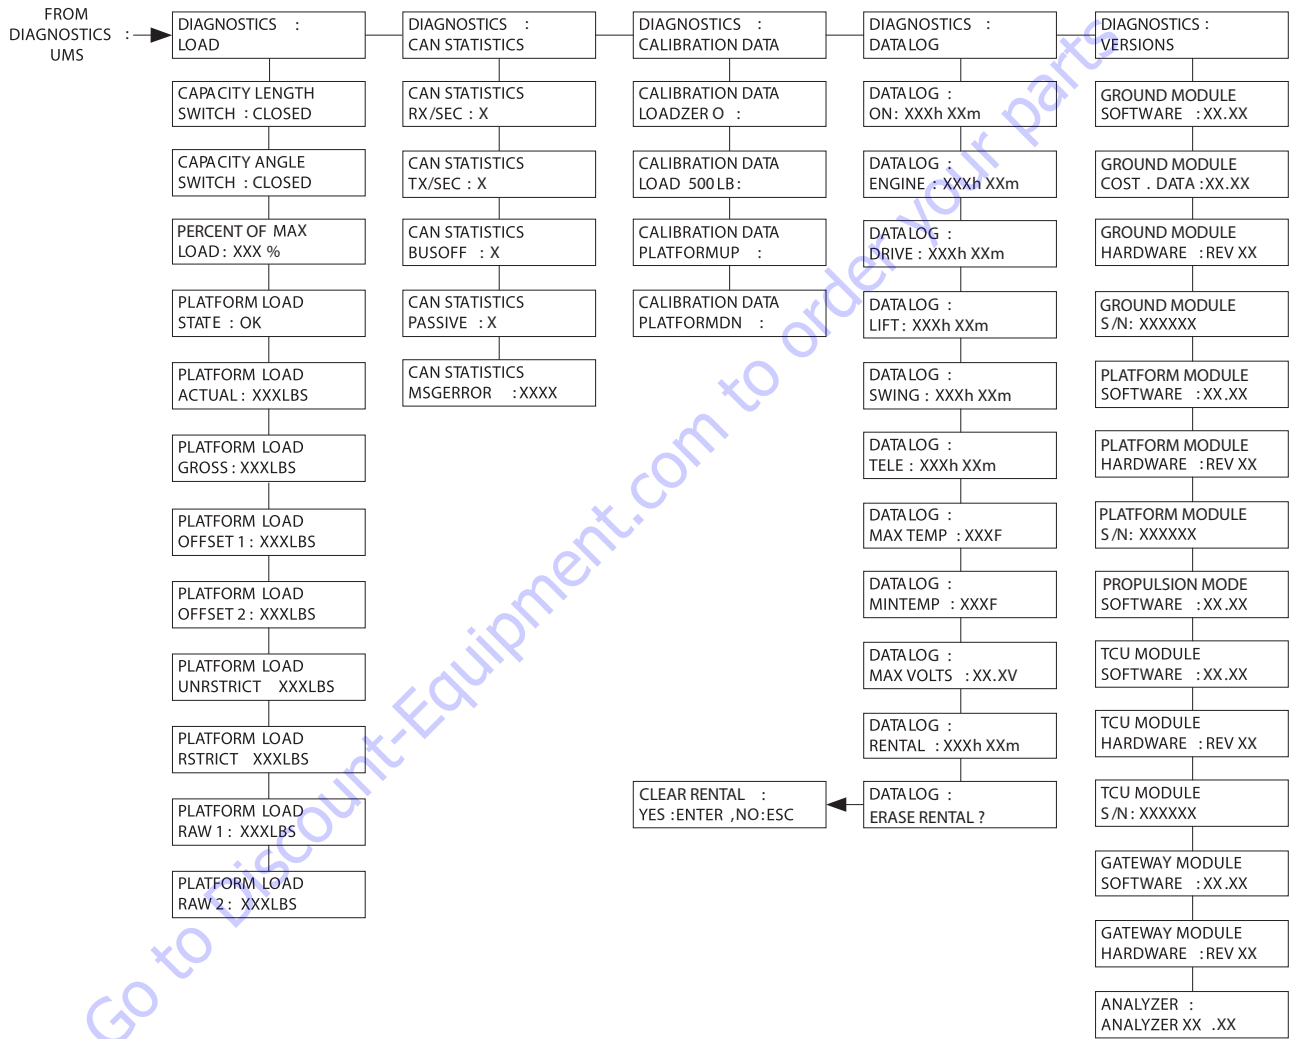 FROM
DIAGNOSTICS :
UMS
DIAGNOSTICS :
LOAD
CAPACITY LENGTH
SWITCH : CLOSED
CAPACITY ANGLE
SWITCH : CLOSED
PERCENT OF MAX
LOAD : XXX %
PLATFORM LOAD
STATE : OK
PLATFORM LOAD
ACTUAL : XXXLBS
PLATFORM LOAD
GROSS : XXXLBS
PLATFORM LOAD
OFFSET 1 : XXXLBS
PLATFORM LOAD
OFFSET 2 : XXXLBS
PLATFORM LOAD
UNRSTRICT XXXLBS
PLATFORM LOAD
RSTRICT XXXLBS
PLATFORM LOAD
RAW 1 : XXXLBS
PLATFORM LOAD
RAW 2 : XXXLBS
DIAGNOSTICS :
CAN STATISTICS
CAN STATISTICS
RX/SEC : X
CAN STATISTICS
TX/SEC : X
CAN STATISTICS
BUSOFF : X
CAN STATISTICS
PASSIVE : X
CAN STATISTICS
MSGERROR : XXXX
DIAGNOSTICS :
CALIBRATION DATA
CALIBRATION DATA
LOADZER O :
CALIBRATION DATA
LOAD 500 LB :
CALIBRATION DATA
PLATFORMUP :
CALIBRATION DATA
PLATFORMDN :
DIAGNOSTICS :
DATALOG
DATALOG :
ON: XXXh XXm
DATALOG :
ENGINE : XXXh XXm
DATALOG :
DRIVE : XXXh XXm
DATALOG :
LIFT : XXXh XXm
DATALOG :
SWING : XXXh XXm
DATALOG :
TELE : XXXh XXm
DATALOG :
MAX TEMP : XXXF
DATALOG :
MINTEMP : XXXF
DATALOG :
MAX VOLTS : XX.XV
DATALOG :
RENTAL : XXXh XXm
DATALOG :
ERASE RENTAL ?
CLEAR RENTAL :
YES : ENTER , NO : ESC
DIAGNOSTICS :
VERSIONS
GROUND MODULE
SOFTWARE : XX.XX
GROUND MODULE
COST . DATA : XX.XX
GROUND MODULE
HARDWARE : REV XX
GROUND MODULE
S/N: XXXXXX
PLATFORM MODULE
SOFTWARE : XX.XX
PLATFORM MODULE
HARDWARE : REV XX
PLATFORM MODULE
S/N: XXXXXX
PROPULSION MODE
SOFTWARE : XX.XX
TCU MODULE
SOFTWARE : XX.XX
TCU MODULE
HARDWARE : REV XX
TCU MODULE
S/N: XXXXXX
GATEWAY MODULE
SOFTWARE : XX.XX
GATEWAY MODULE
HARDWARE : REV XX
ANALYZER :
ANALYZER XX .XX
Go to Discount-Equipment.com to order your parts